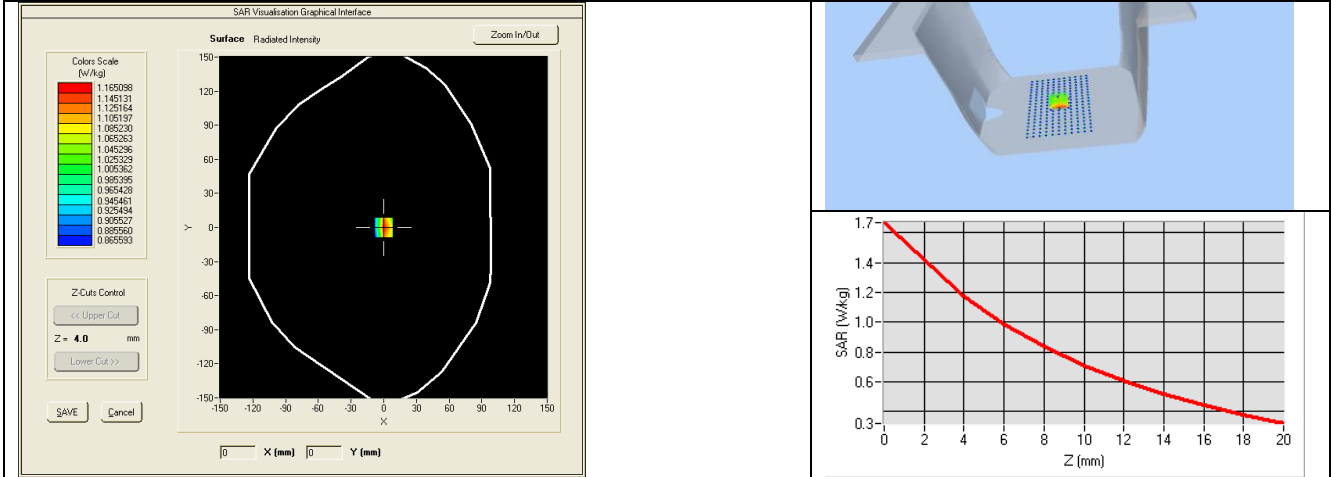 SAR Visualisation Graphical Interface
Surface Radiated Intensity
Zoom In/Out
Colors Scale
(W/kg)
1.165098
1.145131
1.125164
1.105197
1.085230
1.065263
1.045296
1.025329
1.005362
0.985395
0.965428
0.945461
0.925494
0.905527
0.885560
0.865593
Z-Cuts Control
<< Upper Cut
Z = 4.0 mm
Lower Cut >>
SAVE Cancel
150
120
90
60
30
0
-30
-60
-90
-120
-150
Y
-150 -120 -90 -60 -30 0 30 60 90 120 150
X
0 X (mm) 0 Y (mm)
1.7
1.4
1.2
1.0
0.8
0.6
0.3
SAR (W/kg)
0 2 4 6 8 10 12 14 16 18 20
Z (mm)